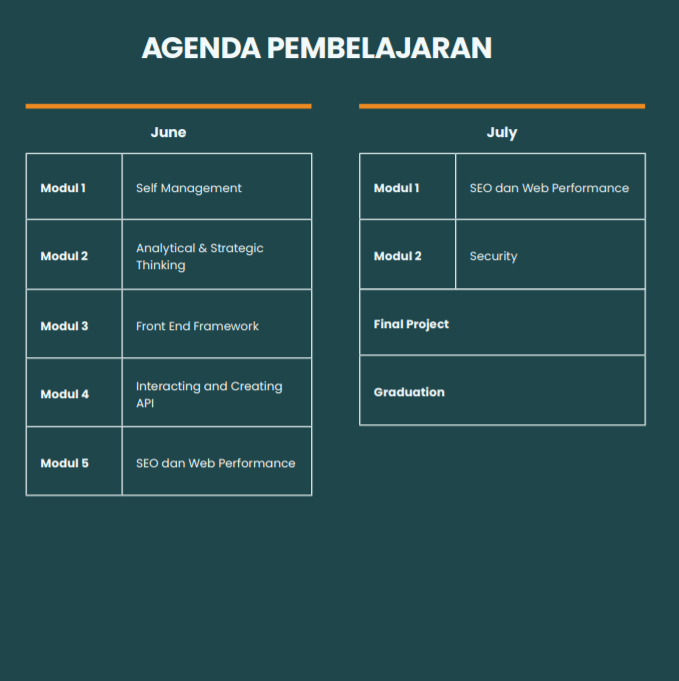 AGENDA PEMBELAJARAN
June
Modul 1
Self Management
Modul 2
Analytical & Strategic
Thinking
Modul 3
Front End Framework
Modul 4
Interacting and Creating
API
Modul 5
SEO dan Web Performance
July
Modul 1
SEO dan Web Performance
Modul 2
Security
Final Project
Graduation